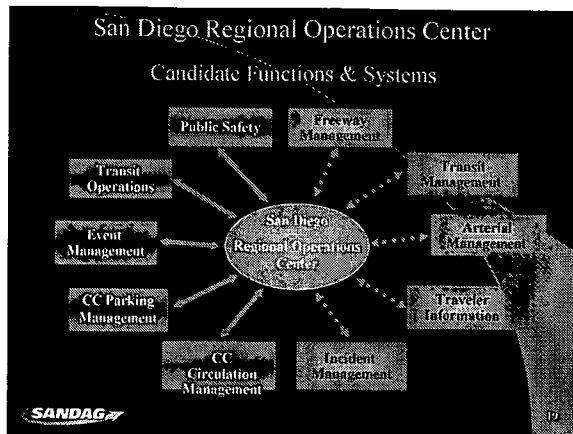 San Diego Regional Operations Center
Candidate Functions & Systems
Public Safety
Freeway
Management
Transit
Operations
Transit
Management
San Diego
Regional Operations
Center
Event
Management
Arterial
Management
CC Parking
Management
Traveler
Information
CC
Circulation
Management
Incident
Management
SANDAG
19